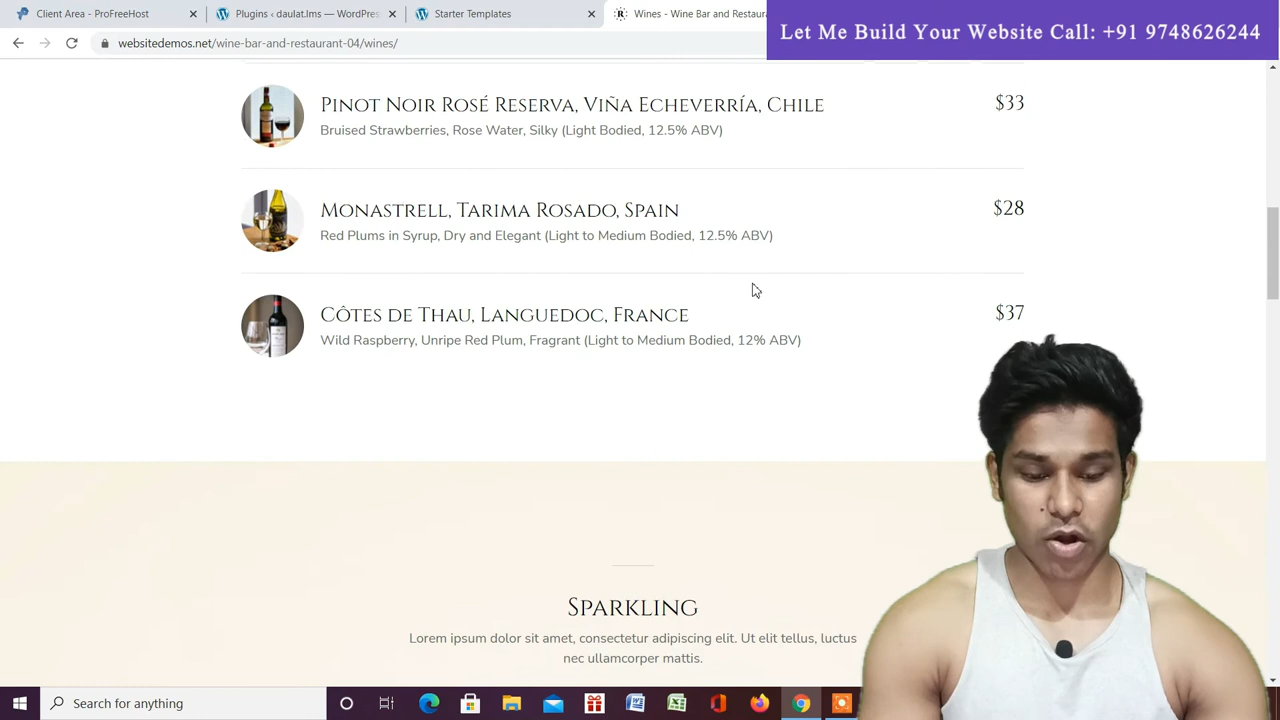 Client Area - ProFreeHost
Plugins ‹ daulat.lms — WordPres
Starter Templates
Wines - Wine Bar and Restaura
Let Me Build Your Website Call: +91 9748626244
websitedemos.net/wine-bar-and-restaurant-04/wines/
Pinot Noir Rosé Reserva, Viña Echeverría, Chile
$33
Bruised Strawberries, Rose Water, Silky (Light Bodied, 12.5% ABV)
Monastrell, Tarima Rosado, Spain
$28
Red Plums in Syrup, Dry and Elegant (Light to Medium Bodied, 12.5% ABV)
Côtes de Thau, Languedoc, France
$37
Wild Raspberry, Unripe Red Plum, Fragrant (Light to Medium Bodied, 12% ABV)
Sparkling
Lorem ipsum dolor sit amet, consectetur adipiscing elit. Ut elit tellus, luctus
nec ullamcorper mattis.
Search for anything